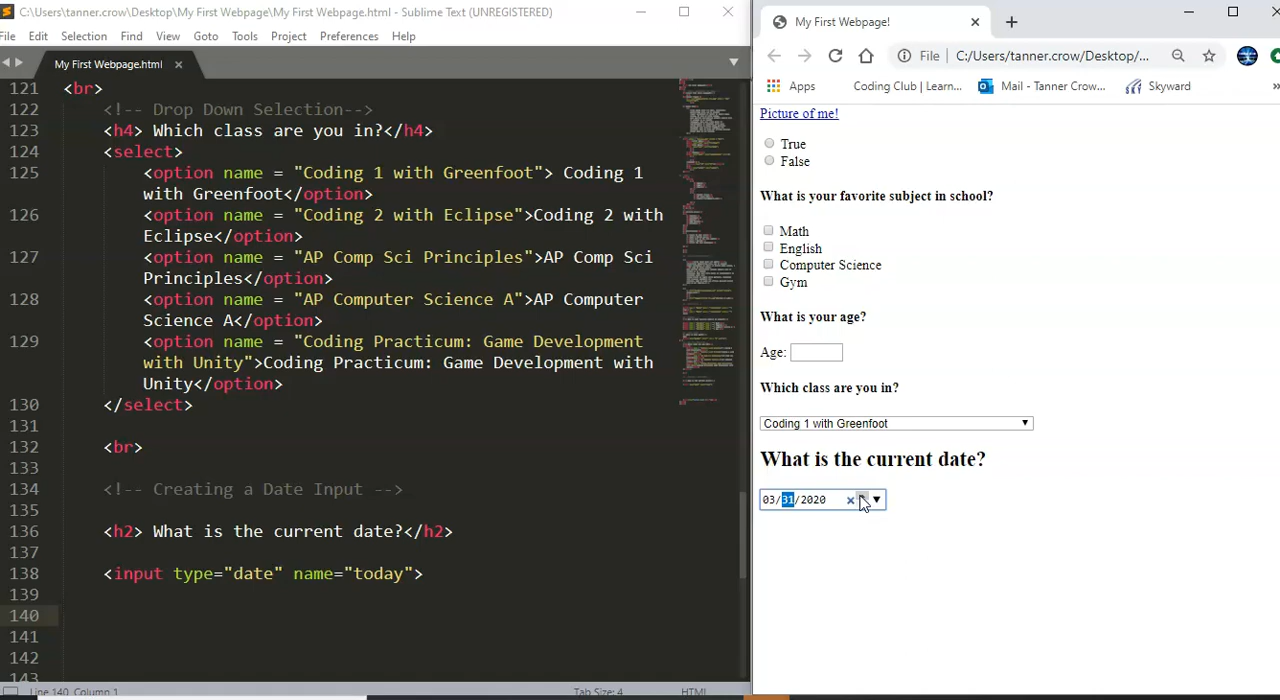 C:\Users\tanner.crow\Desktop\My First Webpage\My First Webpage.html - Sublime Text (UNREGISTERED)
File Edit Selection Find View Goto Tools Project Preferences Help
My First Webpage.html
121 <br>
122 <!-- Drop Down Selection-->
123 <h4> Which class are you in?</h4>
124 <select>
125 <option name = "Coding 1 with Greenfoot"> Coding 1
with Greenfoot</option>
126 <option name = "Coding 2 with Eclipse">Coding 2 with
Eclipse</option>
127 <option name = "AP Comp Sci Principles">AP Comp Sci
Principles</option>
128 <option name = "AP Computer Science A">AP Computer
Science A</option>
129 <option name = "Coding Practicum: Game Development
with Unity">Coding Practicum: Game Development with
Unity</option>
130 </select>
131
132 <br>
133
134 <!-- Creating a Date Input -->
135
136 <h2> What is the current date?</h2>
137
138 <input type="date" name="today">
139
140
141
142
143
Line 140, Column 1
Tab Size: 4
HTML
My First Webpage!
File C:/Users/tanner.crow/Desktop/...
Apps Coding Club | Learn... Mail - Tanner Crow... Skyward
Picture of me!
True
False
What is your favorite subject in school?
Math
English
Computer Science
Gym
What is your age?
Age:
Which class are you in?
Coding 1 with Greenfoot
What is the current date?
03/31/2020